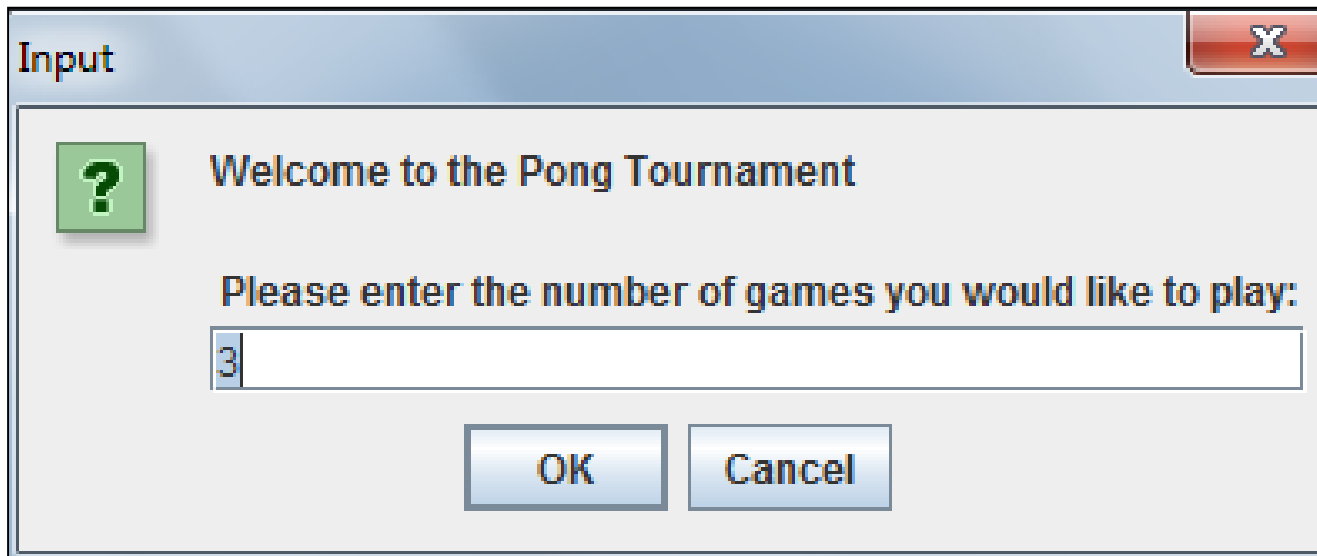 Input
Welcome to the Pong Tournament
Please enter the number of games you would like to play:
3
OK Cancel